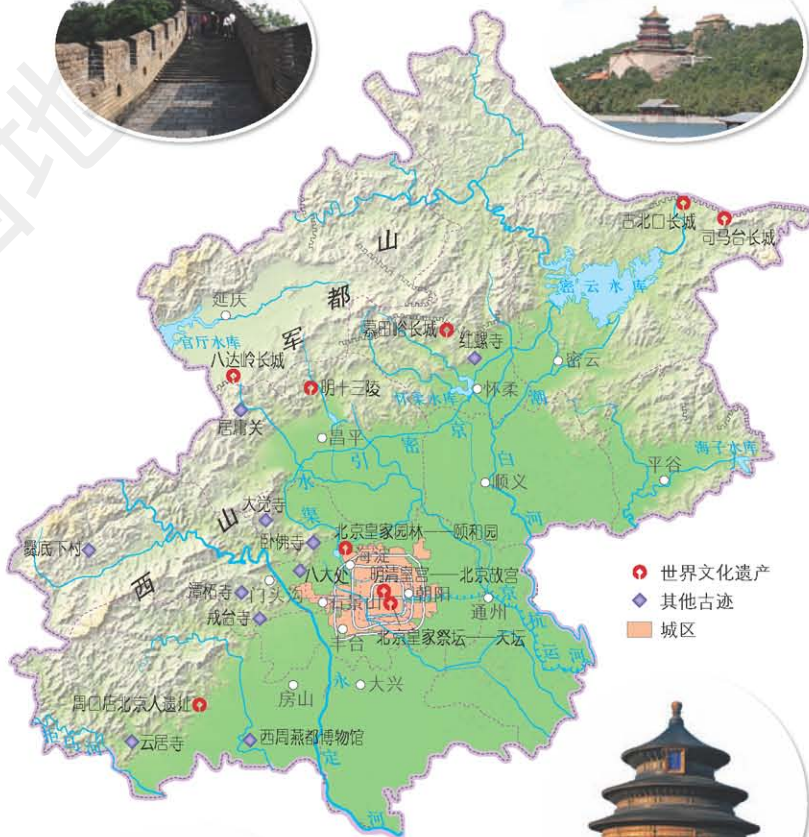 古北口长城
司马台长城
山
密云水库
都
延庆
军
慕田峪长城
官厅水库
红螺寺
八达岭长城
密云
明十三陵
怀柔水库
怀柔
潮
居庸关
昌平
京
密
引
水
渠
白
河
海子水库
平谷
顺义
大觉寺
山
卧佛寺
北京皇家园林——颐和园
爨底下村
海淀
西
八大处
明清皇宫——北京故宫
潭柘寺
门头沟
石景山
朝阳
京
杭
运
河
通州
戒台寺
丰台
北京皇家祭坛——天坛
世界文化遗产
其他古迹
城区
永
定
河
房山
大兴
周口店北京人遗址
拒马河
云居寺
西周燕都博物馆